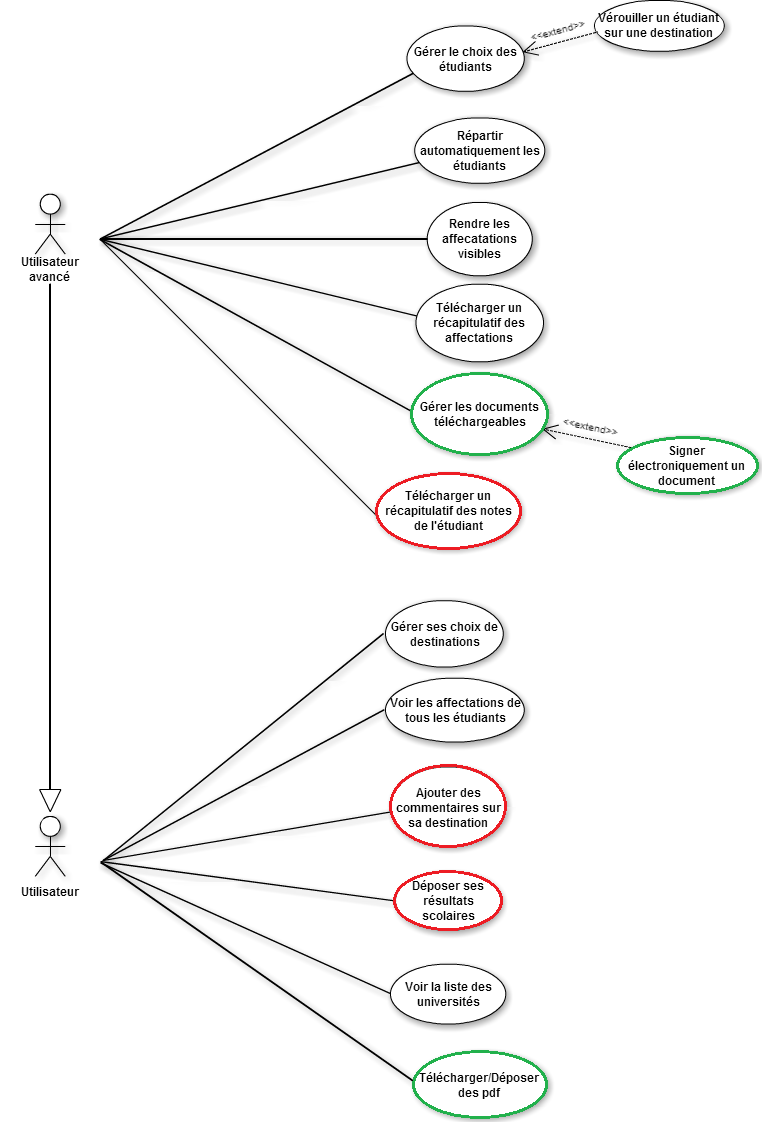 Gérer le choix des
étudiants
<<extend>>
Vérouiller un étudiant
sur une destination
Répartir
automatiquement les
étudiants
Rendre les
affecatations
visibles
Utilisateur
avancé
Télécharger un
récapitulatif des
affectations
Gérer les documents
téléchargeables
<<extend>>
Signer
électroniquement un
document
Télécharger un
récapitulatif des notes
de l'étudiant
Gérer ses choix de
destinations
Voir les affectations de
tous les étudiants
Ajouter des
commentaires sur
sa destination
Utilisateur
Déposer ses
résultats
scolaires
Voir la liste des
universités
Télécharger/Déposer
des pdf